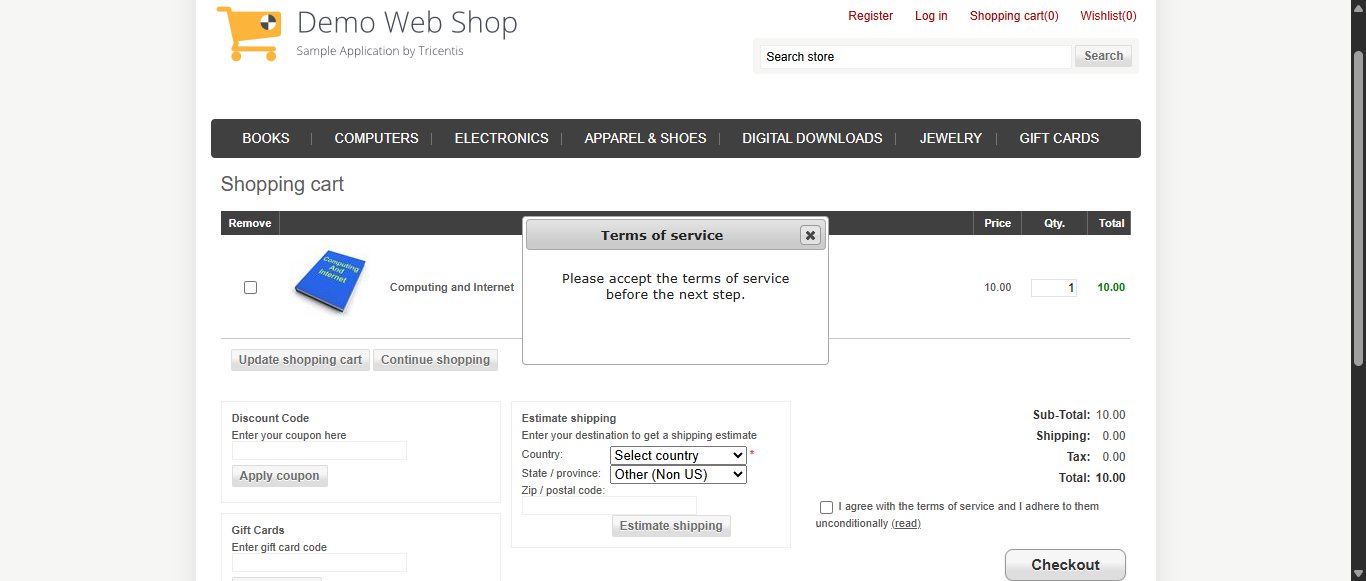 Demo Web Shop
Sample Application by Tricentis
Register Log in Shopping cart(0) Wishlist(0)
Search store Search
BOOKS COMPUTERS ELECTRONICS APPAREL & SHOES DIGITAL DOWNLOADS JEWELRY GIFT CARDS
Shopping cart
Remove Price Qty. Total
Terms of service
Please accept the terms of service
before the next step.
Computing
And
Internet
Computing and Internet 10.00 1 10.00
Update shopping cart Continue shopping
Discount Code
Enter your coupon here
Apply coupon
Gift Cards
Enter gift card code
Estimate shipping
Enter your destination to get a shipping estimate
Country: Select country *
State / province: Other (Non US)
Zip / postal code:
Estimate shipping
Sub-Total: 10.00
Shipping: 0.00
Tax: 0.00
Total: 10.00
I agree with the terms of service and I adhere to them
unconditionally (read)
Checkout